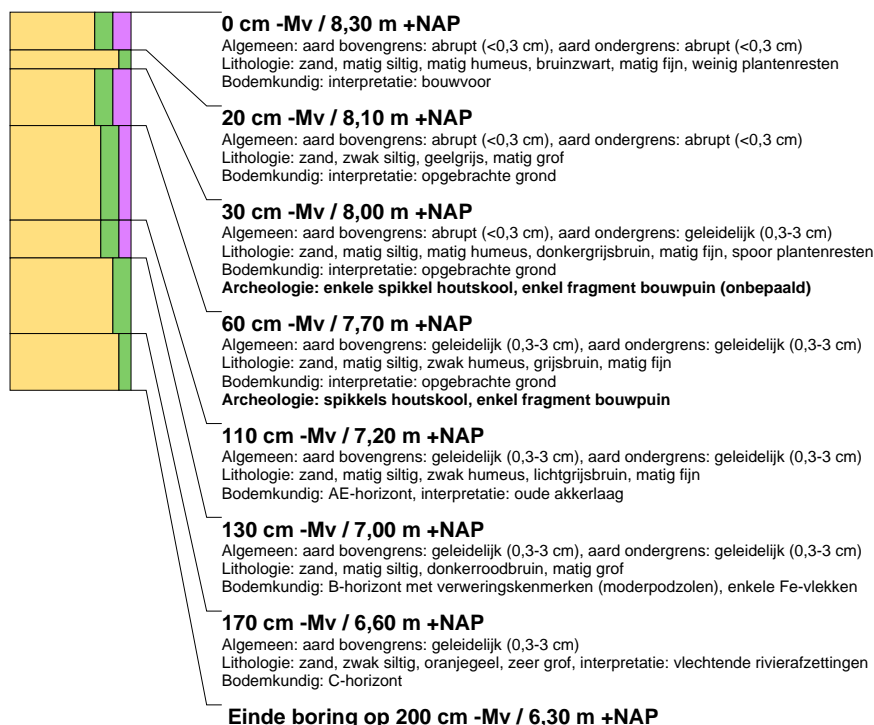 0 cm -Mv / 8,30 m +NAP
Algemeen: aard bovengrens: abrupt (<0,3 cm), aard ondergrens: abrupt (<0,3 cm)
Lithologie: zand, matig siltig, matig humeus, bruinzwart, matig fijn, weinig plantenresten
Bodemkundig: interpretatie: bouwvoor
20 cm -Mv / 8,10 m +NAP
Algemeen: aard bovengrens: abrupt (<0,3 cm), aard ondergrens: abrupt (<0,3 cm)
Lithologie: zand, zwak siltig, geelgrijs, matig grof
Bodemkundig: interpretatie: opgebrachte grond
30 cm -Mv / 8,00 m +NAP
Algemeen: aard bovengrens: abrupt (<0,3 cm), aard ondergrens: geleidelijk (0,3-3 cm)
Lithologie: zand, matig siltig, matig humeus, donkergrijsbruin, matig fijn, spoor plantenresten
Bodemkundig: interpretatie: opgebrachte grond
Archeologie: enkele spikkel houtskool, enkel fragment bouwpuin (onbepaald)
60 cm -Mv / 7,70 m +NAP
Algemeen: aard bovengrens: geleidelijk (0,3-3 cm), aard ondergrens: geleidelijk (0,3-3 cm)
Lithologie: zand, matig siltig, zwak humeus, grijsbruin, matig fijn
Bodemkundig: interpretatie: opgebrachte grond
Archeologie: spikkels houtskool, enkel fragment bouwpuin
110 cm -Mv / 7,20 m +NAP
Algemeen: aard bovengrens: geleidelijk (0,3-3 cm), aard ondergrens: geleidelijk (0,3-3 cm)
Lithologie: zand, matig siltig, zwak humeus, lichtgrijsbruin, matig fijn
Bodemkundig: AE-horizont, interpretatie: oude akkerlaag
130 cm -Mv / 7,00 m +NAP
Algemeen: aard bovengrens: geleidelijk (0,3-3 cm), aard ondergrens: geleidelijk (0,3-3 cm)
Lithologie: zand, matig siltig, donkerroodbruin, matig grof
Bodemkundig: B-horizont met verweringskenmerken (moderpodzolen), enkele Fe-vlekken
170 cm -Mv / 6,60 m +NAP
Algemeen: aard bovengrens: geleidelijk (0,3-3 cm)
Lithologie: zand, zwak siltig, oranjegeel, zeer grof, interpretatie: vlechtende rivierafzettingen
Bodemkundig: C-horizont
Einde boring op 200 cm -Mv / 6,30 m +NAP